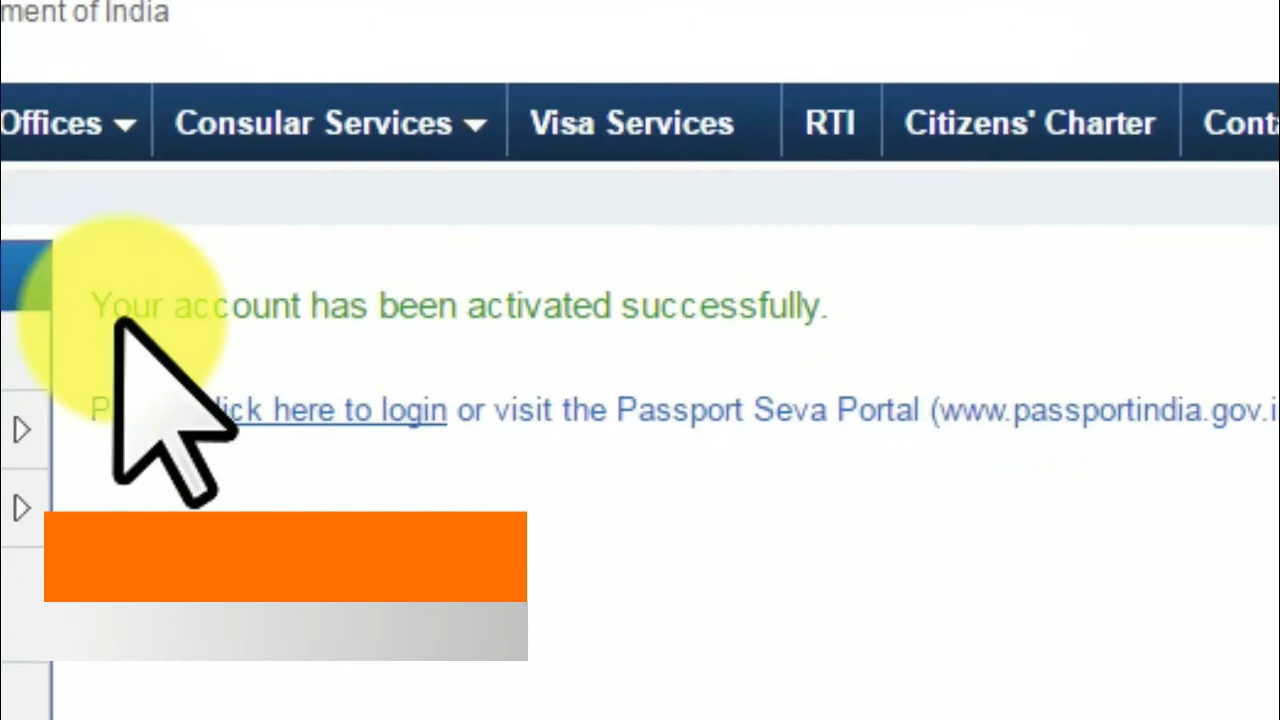 ment of India
Offices Consular Services Visa Services RTI Citizens' Charter
Your account has been activated successfully.
here to login or visit the Passport Seva Portal (www.passportindia.gov.i